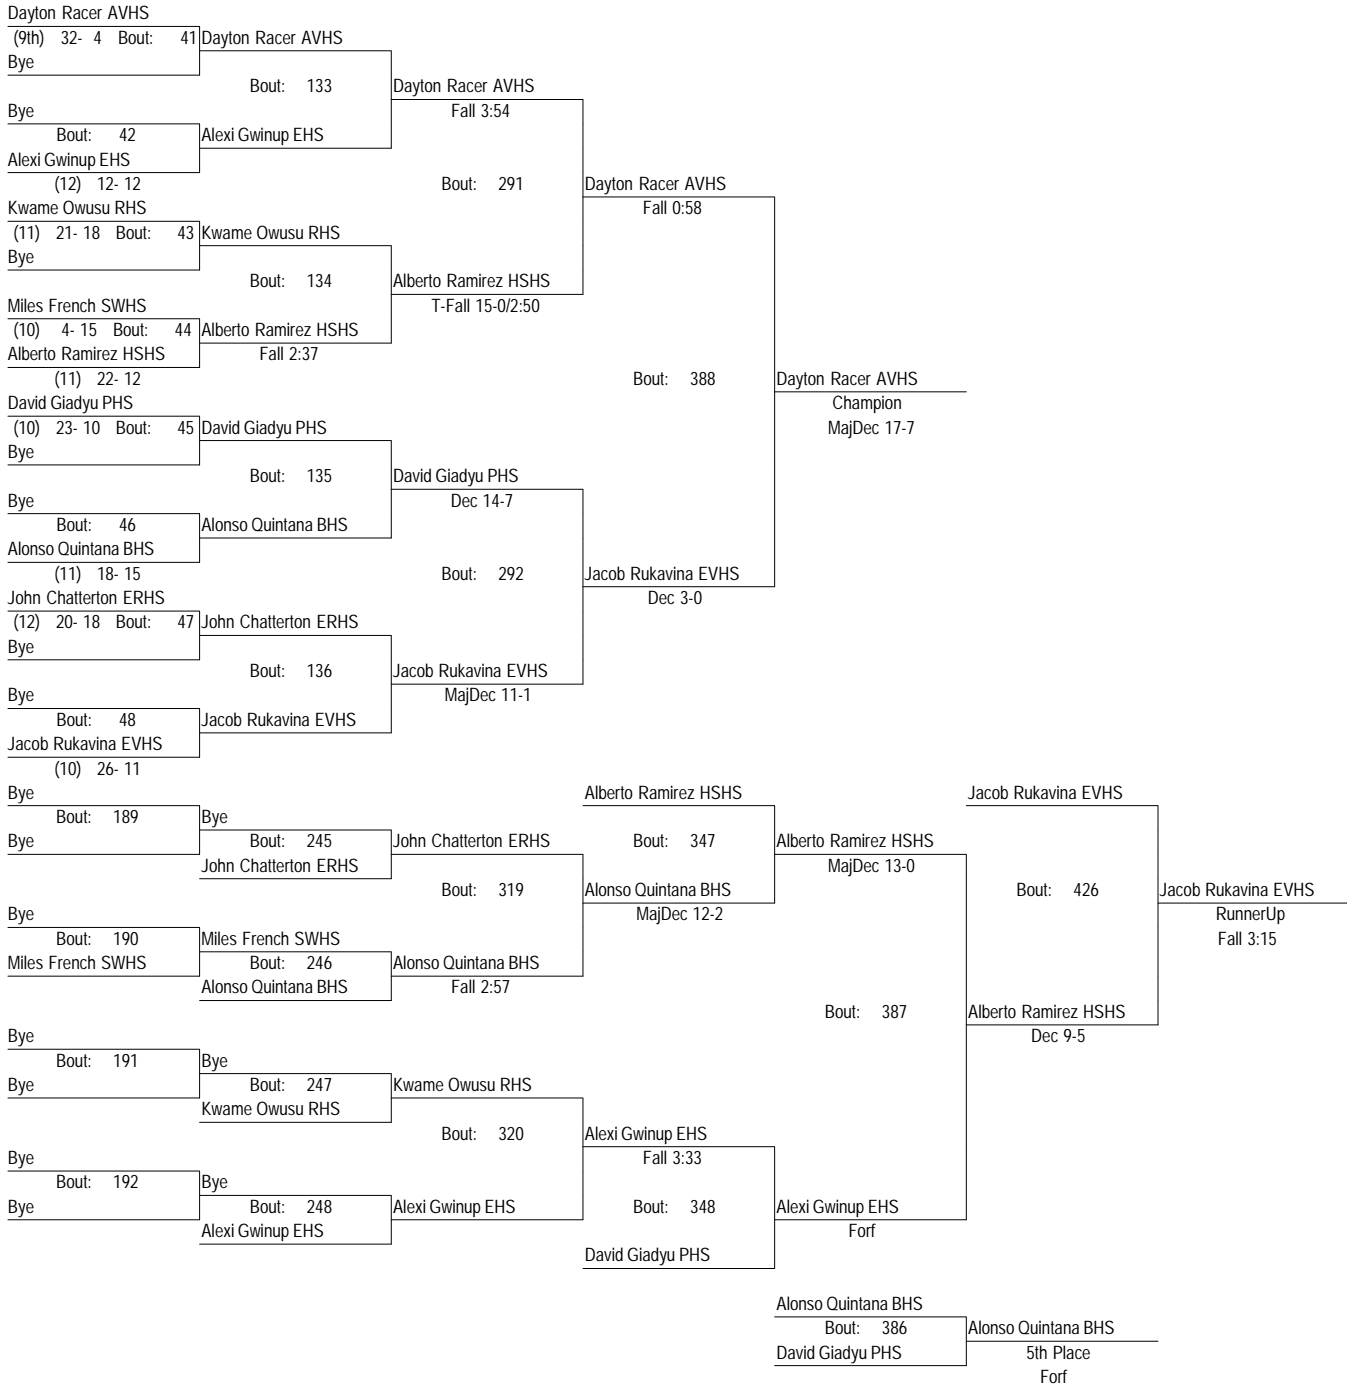 Dayton Racer AVHS
(9th) 32- 4 Bout: 41 Dayton Racer AVHS
Bye
Bout: 133 Dayton Racer AVHS
Bye Fall 3:54
Bout: 42 Alexi Gwinup EHS
Alexi Gwinup EHS
(12) 12- 12 Bout: 291 Dayton Racer AVHS
Kwame Owusu RHS Fall 0:58
(11) 21- 18 Bout: 43 Kwame Owusu RHS
Bye
Bout: 134 Alberto Ramirez HSHS
Miles French SWHS T-Fall 15-0/2:50
(10) 4- 15 Bout: 44 Alberto Ramirez HSHS
Alberto Ramirez HSHS Fall 2:37
(11) 22- 12 Bout: 388 Dayton Racer AVHS
David Giadyu PHS Champion
(10) 23- 10 Bout: 45 David Giadyu PHS MajDec 17-7
Bye
Bout: 135 David Giadyu PHS
Bye Dec 14-7
Bout: 46 Alonso Quintana BHS
Alonso Quintana BHS
(11) 18- 15 Bout: 292 Jacob Rukavina EVHS
John Chatterton ERHS Dec 3-0
(12) 20- 18 Bout: 47 John Chatterton ERHS
Bye
Bout: 136 Jacob Rukavina EVHS
Bye MajDec 11-1
Bout: 48 Jacob Rukavina EVHS
Jacob Rukavina EVHS
(10) 26- 11
Bye Alberto Ramirez HSHS Jacob Rukavina EVHS
Bout: 189 Bye
Bye Bout: 245 John Chatterton ERHS Bout: 347 Alberto Ramirez HSHS
John Chatterton ERHS MajDec 13-0
Bout: 319 Alonso Quintana BHS Bout: 426 Jacob Rukavina EVHS
Bye MajDec 12-2 RunnerUp
Bout: 190 Miles French SWHS Fall 3:15
Miles French SWHS Bout: 246 Alonso Quintana BHS
Alonso Quintana BHS Fall 2:57
Bout: 387 Alberto Ramirez HSHS
Bye Dec 9-5
Bout: 191 Bye
Bye Bout: 247 Kwame Owusu RHS
Kwame Owusu RHS
Bout: 320 Alexi Gwinup EHS
Bye Fall 3:33
Bout: 192 Bye
Bye Bout: 248 Alexi Gwinup EHS Bout: 348 Alexi Gwinup EHS
Alexi Gwinup EHS Forf
David Giadyu PHS
Alonso Quintana BHS
Bout: 386 Alonso Quintana BHS
David Giadyu PHS 5th Place
Forf